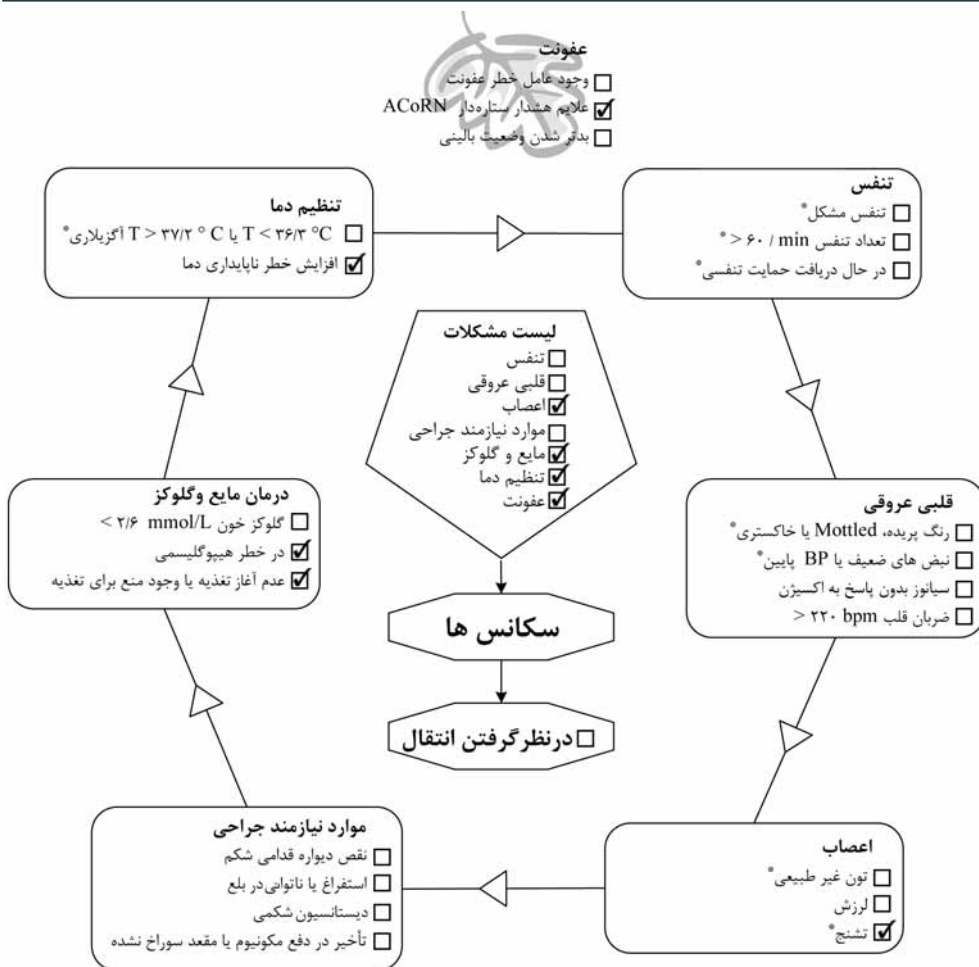 عفونت
☐ وجود عامل خطر عفونت
☑ علایم هشدار ستاره‌دار ACoRN
☐ بدتر شدن وضعیت بالینی
تنفس
☐ تنفس مشکل*
☐ تعداد تنفس ۶۰ / min > *
☐ در حال دریافت حمایت تنفسی*
تنظیم دما
☐ T < ۳۶/۳ °C یا T > ۳۷/۲ ° C آگزیلاری*
☑ افزایش خطر ناپایداری دما
لیست مشکلات
☐ تنفس
☐ قلبی عروقی
☑ اعصاب
☐ موارد نیازمند جراحی
☑ مایع و گلوکز
☑ تنظیم دما
☑ عفونت
قلبی عروقی
☐ رنگ پریده، Mottled یا خاکستری*
☐ نبض های ضعیف یا BP پایین*
☐ سیانوز بدون پاسخ به اکسیژن
☐ ضربان قلب ۲۲۰ bpm >
درمان مایع وگلوکز
☐ گلوکز خون ۲/۶ mmol/L <
☑ در خطر هیپوگلیسمی
☑ عدم آغاز تغذیه یا وجود منع برای تغذیه
سکانس ها
☐ درنظرگرفتن انتقال
اعصاب
☐ تون غیر طبیعی*
☐ لرزش
☑ تشنج*
موارد نیازمند جراحی
☐ نقص دیواره قدامی شکم
☐ استفراغ یا ناتوانی در بلع
☐ دیستانسیون شکمی
☐ تأخیر در دفع مکونیوم یا مقعد سوراخ نشده